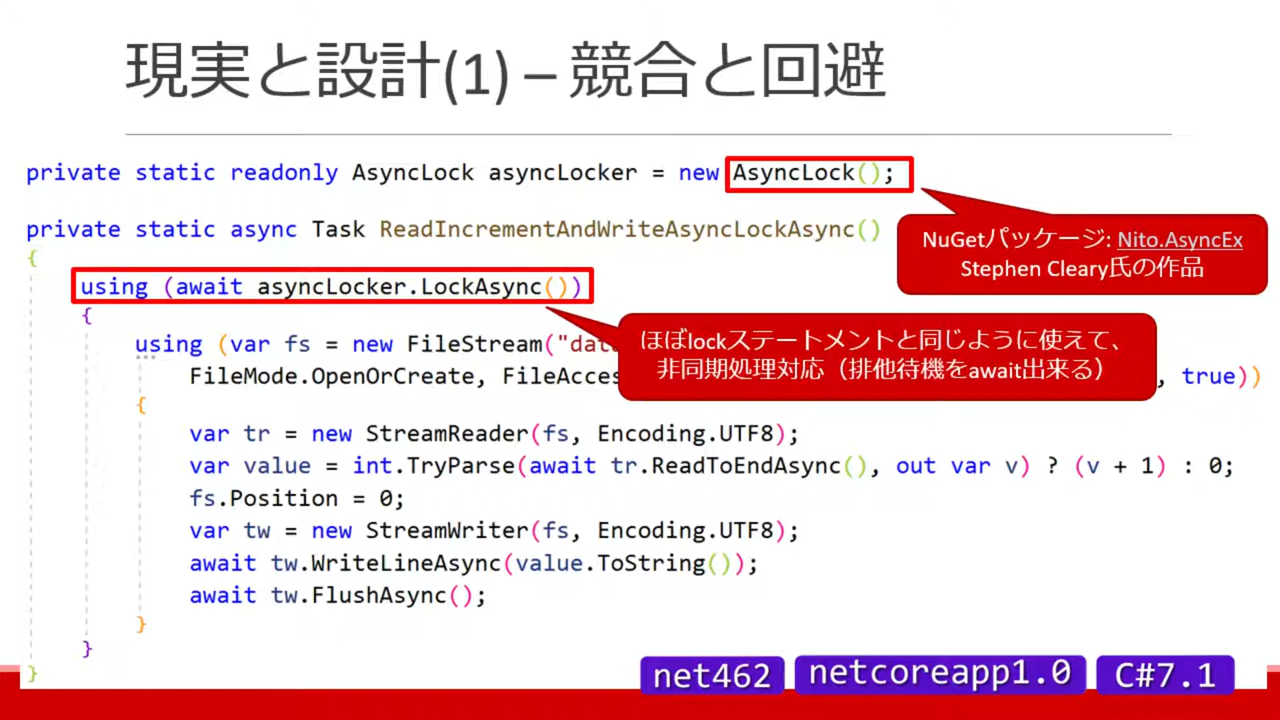 現実と設計(1) – 競合と回避
private static readonly AsyncLock asyncLocker = new AsyncLock();
NuGetパッケージ: Nito.AsyncEx
Stephen Cleary氏の作品
private static async Task ReadIncrementAndWriteAsyncLockAsync()
{
using (await asyncLocker.LockAsync())
{
ほぼlockステートメントと同じように使えて、
非同期処理対応（排他待機をawait出来る）
using (var fs = new FileStream("dat
FileMode.OpenOrCreate, FileAcces , true))
{
var tr = new StreamReader(fs, Encoding.UTF8);
var value = int.TryParse(await tr.ReadToEndAsync(), out var v) ? (v + 1) : 0;
fs.Position = 0;
var tw = new StreamWriter(fs, Encoding.UTF8);
await tw.WriteLineAsync(value.ToString());
await tw.FlushAsync();
}
}
}
net462 netcoreapp1.0 C#7.1